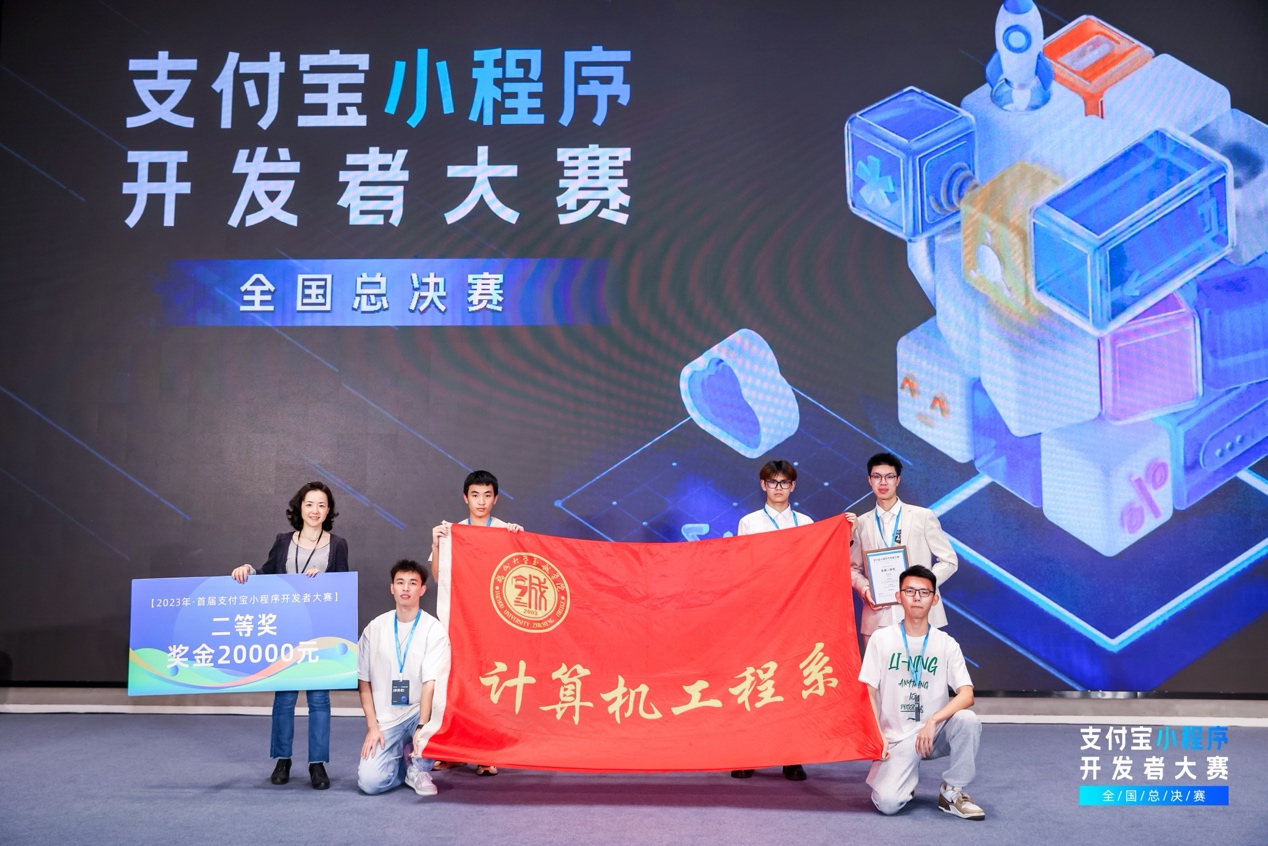 支付宝小程序
开发者大赛
全国总决赛
【2023年·首届支付宝小程序开发者大赛】
二等奖
奖金20000元
2003
计算机工程系
LI-NING
支付宝小程序
开发者大赛
全/国/总/决/赛